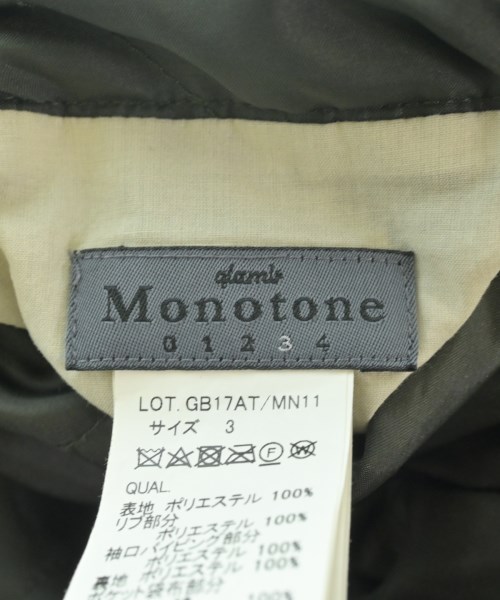 glamb
Monotone
0 1 2 3 4
LOT. GB17AT/MN11
サイズ 3
F W
QUAL.
表地 ポリエステル 100%
リブ部分
ポリエステル 100%
袖口パイピング部分
ポリエステル 100%
裏地 ポリエステル 100%
ポケット袋布部分
100%